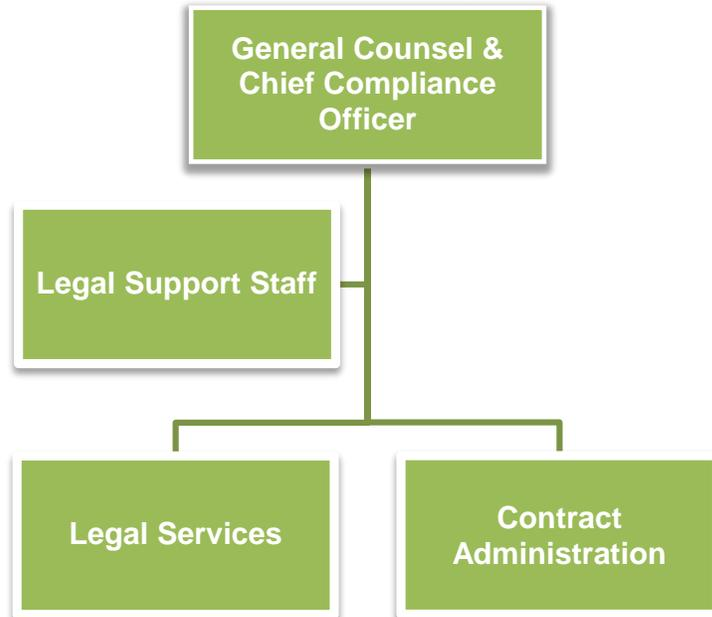 General Counsel &
Chief Compliance
Officer
Legal Support Staff
Legal Services
Contract
Administration